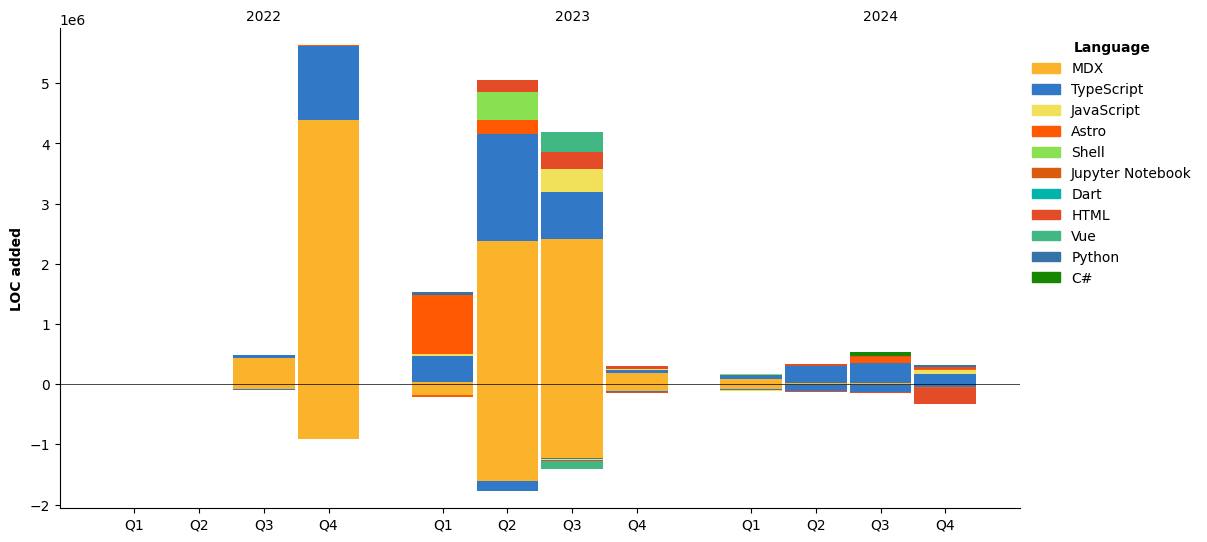 2022 2023 2024
1e6
5
4
3
2
1
0
−1
−2
LOC added
Q1 Q2 Q3 Q4 Q1 Q2 Q3 Q4 Q1 Q2 Q3 Q4
Language
MDX
TypeScript
JavaScript
Astro
Shell
Jupyter Notebook
Dart
HTML
Vue
Python
C#